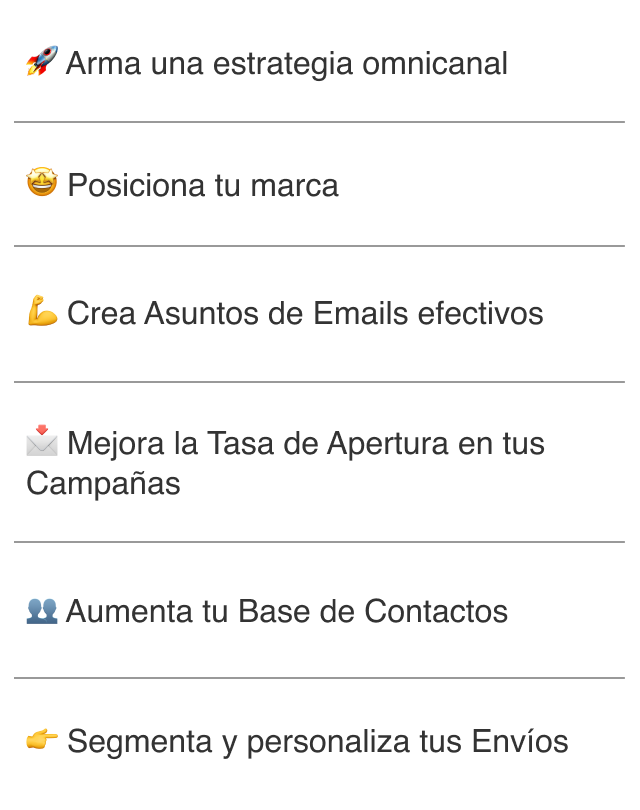 🚀 Arma una estrategia omnicanal
🤩 Posiciona tu marca
💪 Crea Asuntos de Emails efectivos
📩 Mejora la Tasa de Apertura en tus
Campañas
👥 Aumenta tu Base de Contactos
👉 Segmenta y personaliza tus Envíos